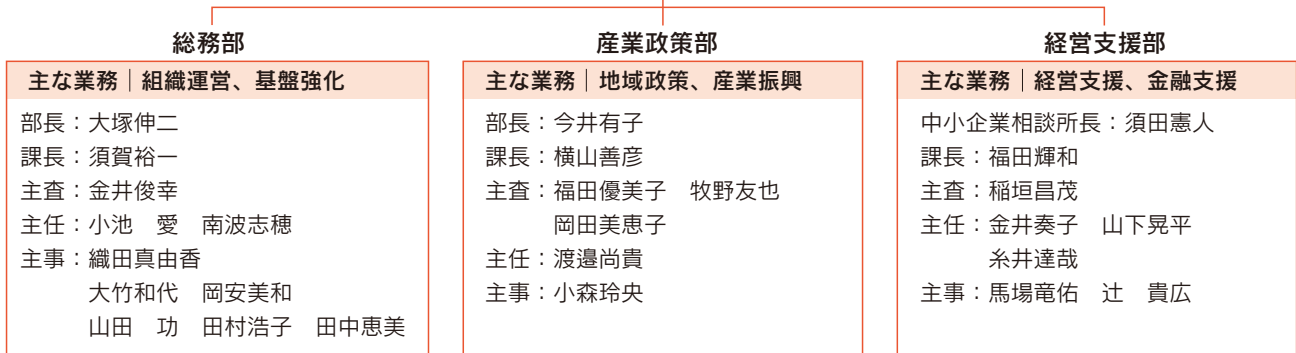 総務部
主な業務｜組織運営、基盤強化
部長：大塚伸二
課長：須賀裕一
主査：金井俊幸
主任：小池　愛　南波志穂
主事：織田真由香
大竹和代　岡安美和
山田　功　田村浩子　田中恵美
産業政策部
主な業務｜地域政策、産業振興
部長：今井有子
課長：横山善彦
主査：福田優美子　牧野友也
岡田美恵子
主任：渡邉尚貴
主事：小森玲央
経営支援部
主な業務｜経営支援、金融支援
中小企業相談所長：須田憲人
課長：福田輝和
主査：稲垣昌茂
主任：金井奏子　山下晃平
糸井達哉
主事：馬場竜佑　辻　貴広